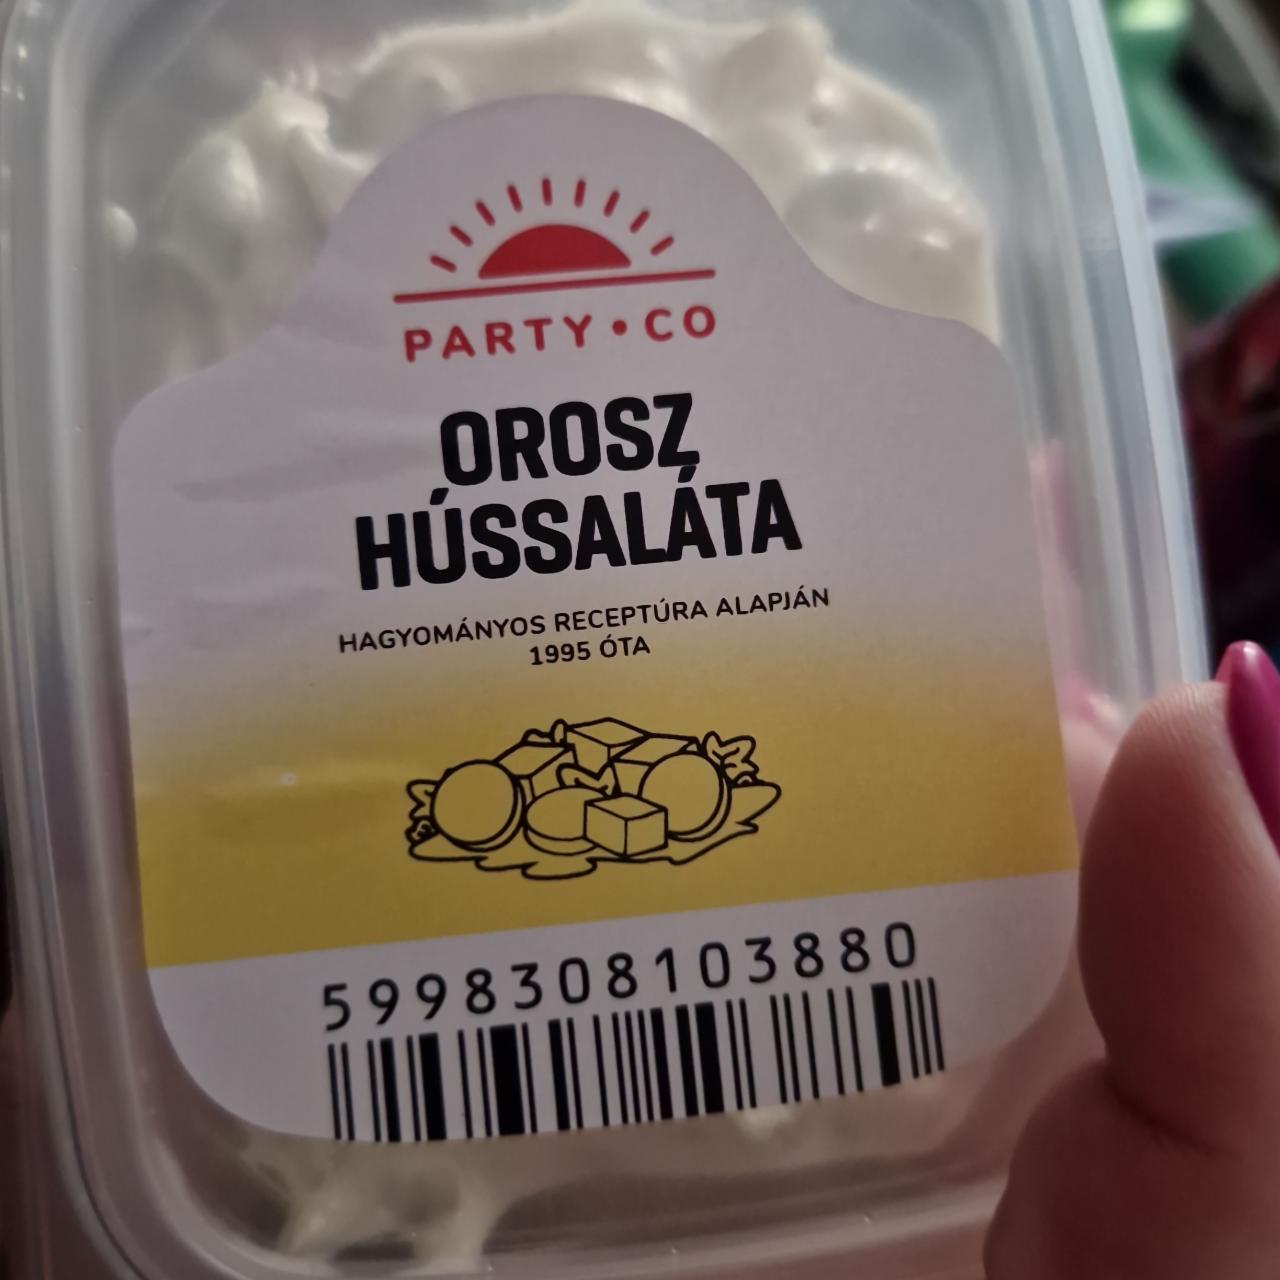 PARTY•CO
OROSZ
HÚSSALÁTA
HAGYOMÁNYOS RECEPTÚRA ALAPJÁN
1995 ÓTA
5998308103880